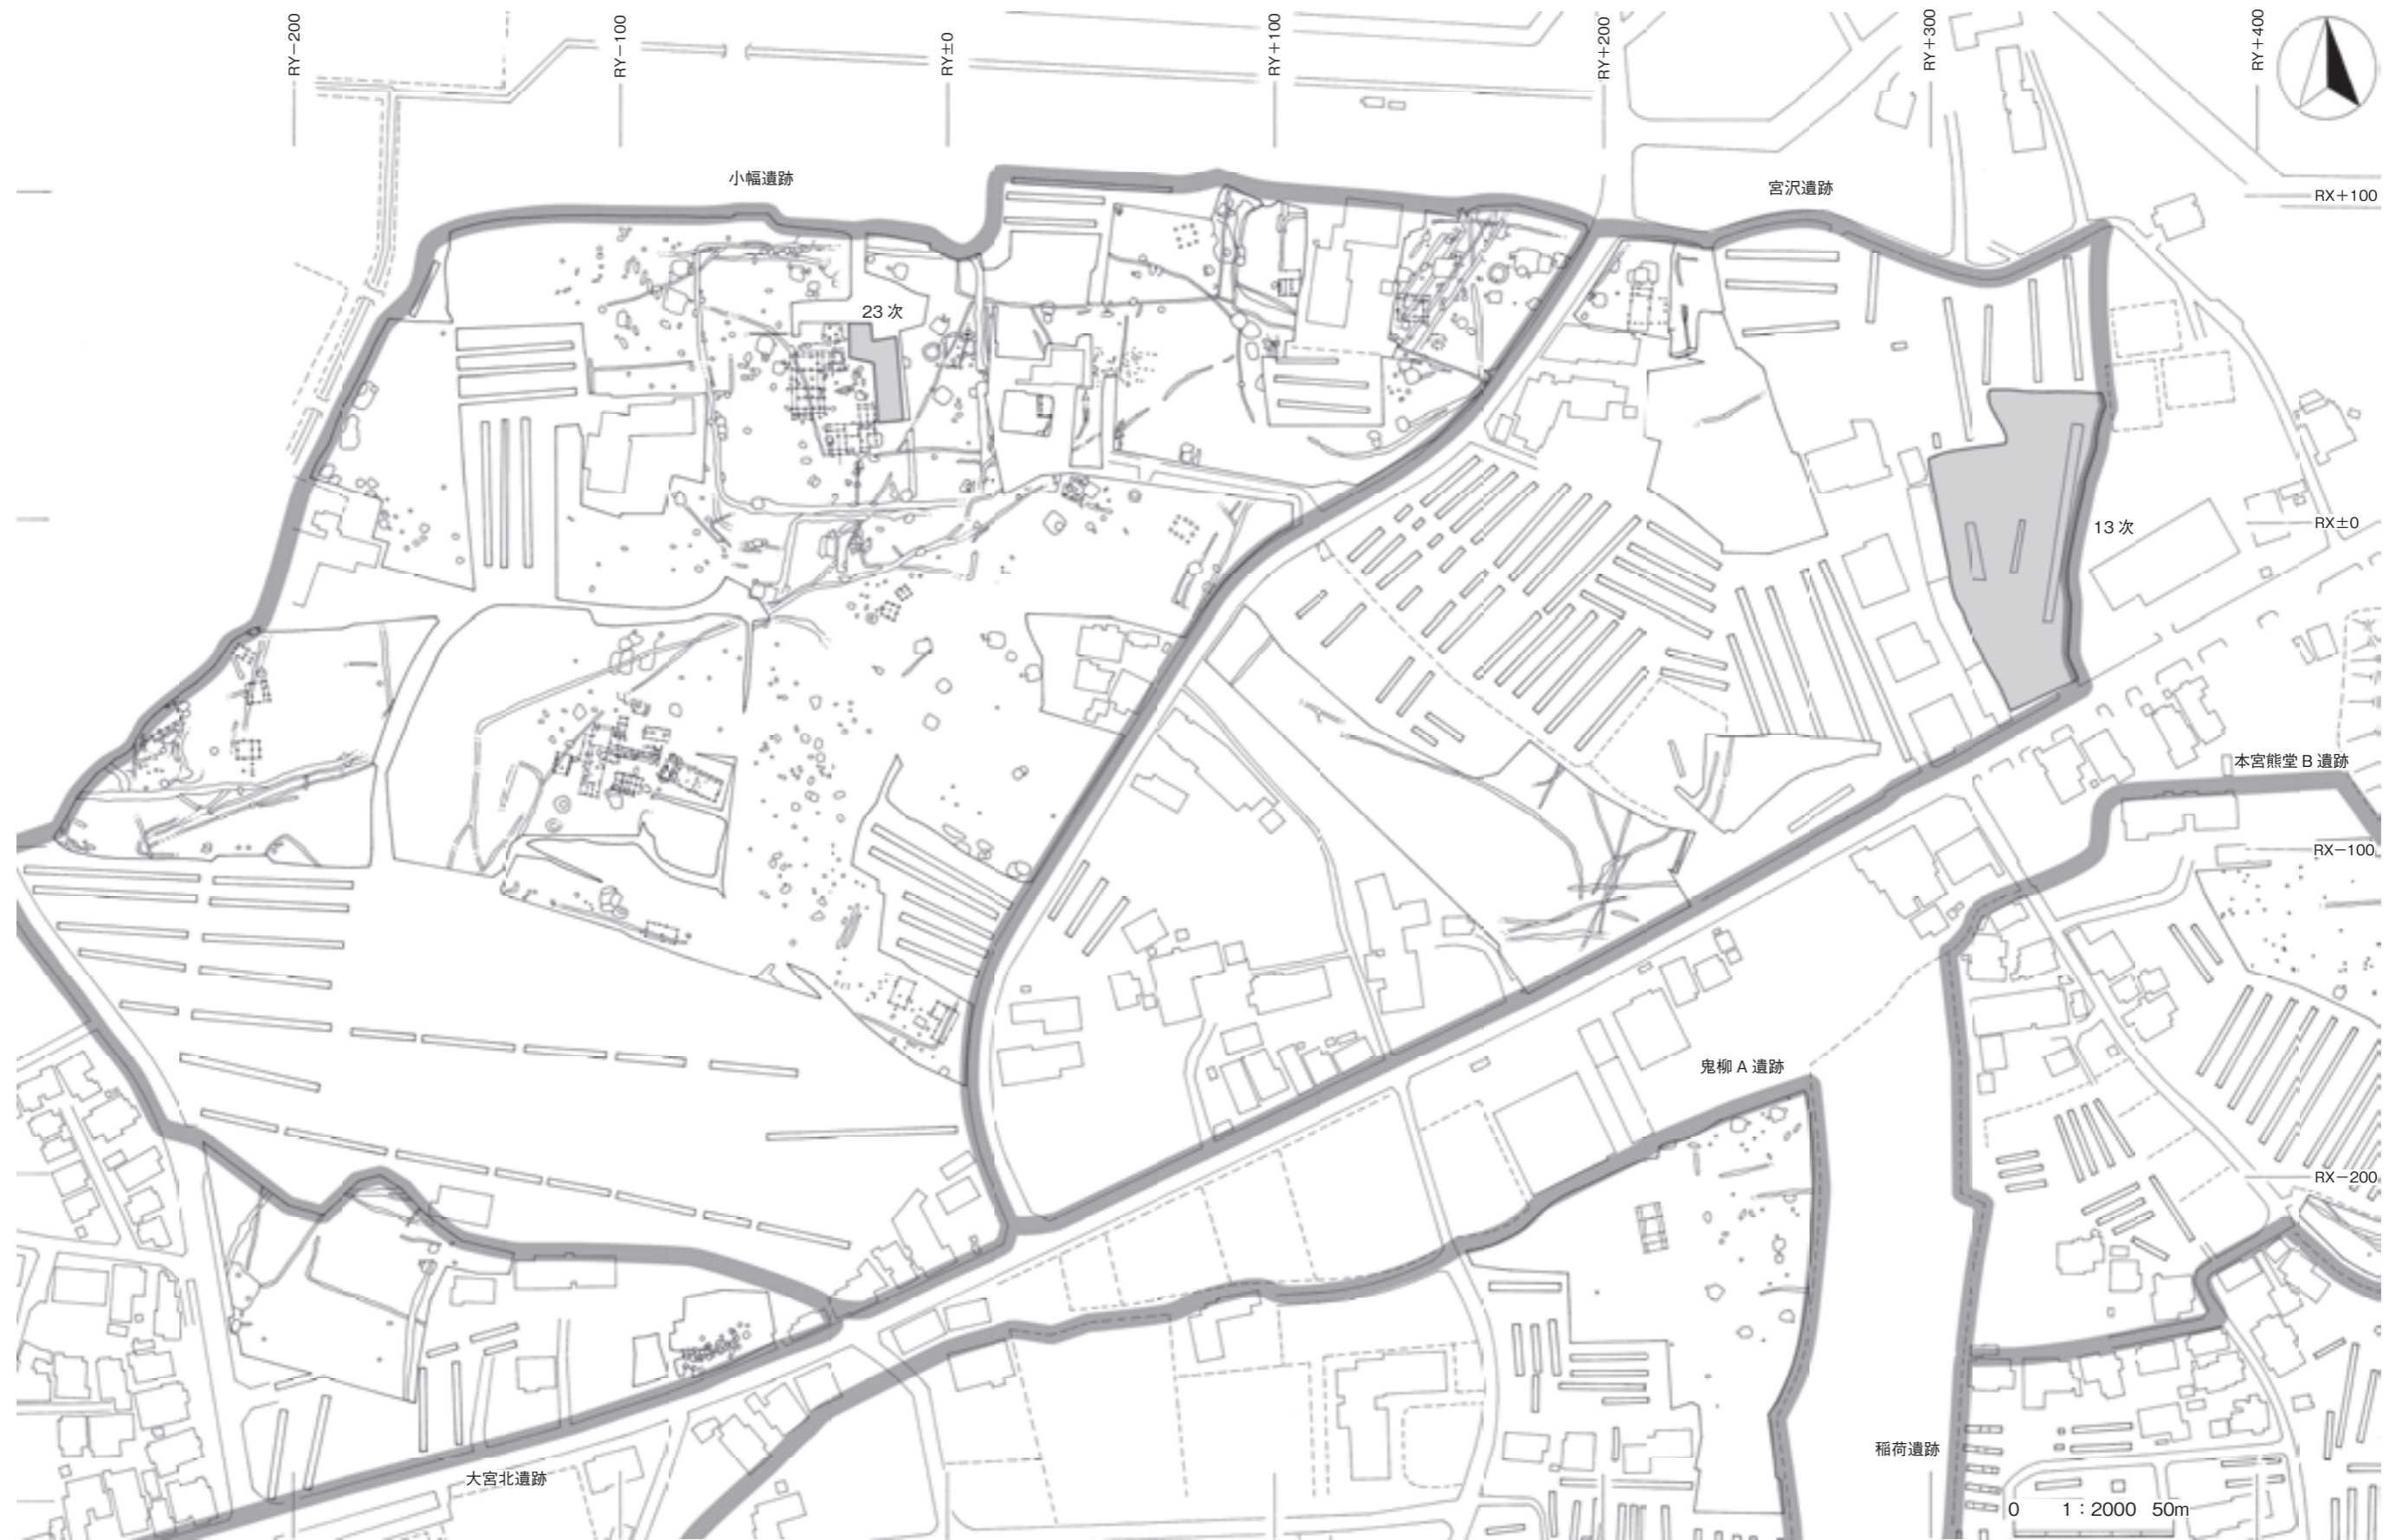 RY－200
RY－100
RY±0
RY＋100
RY＋200
RY＋300
RY＋400
小幅遺跡
宮沢遺跡
RX＋100
23 次
RX±0
13 次
本宮熊堂 B 遺跡
RX－100
鬼柳 A 遺跡
RX－200
稲荷遺跡
大宮北遺跡
0 1：2000 50m